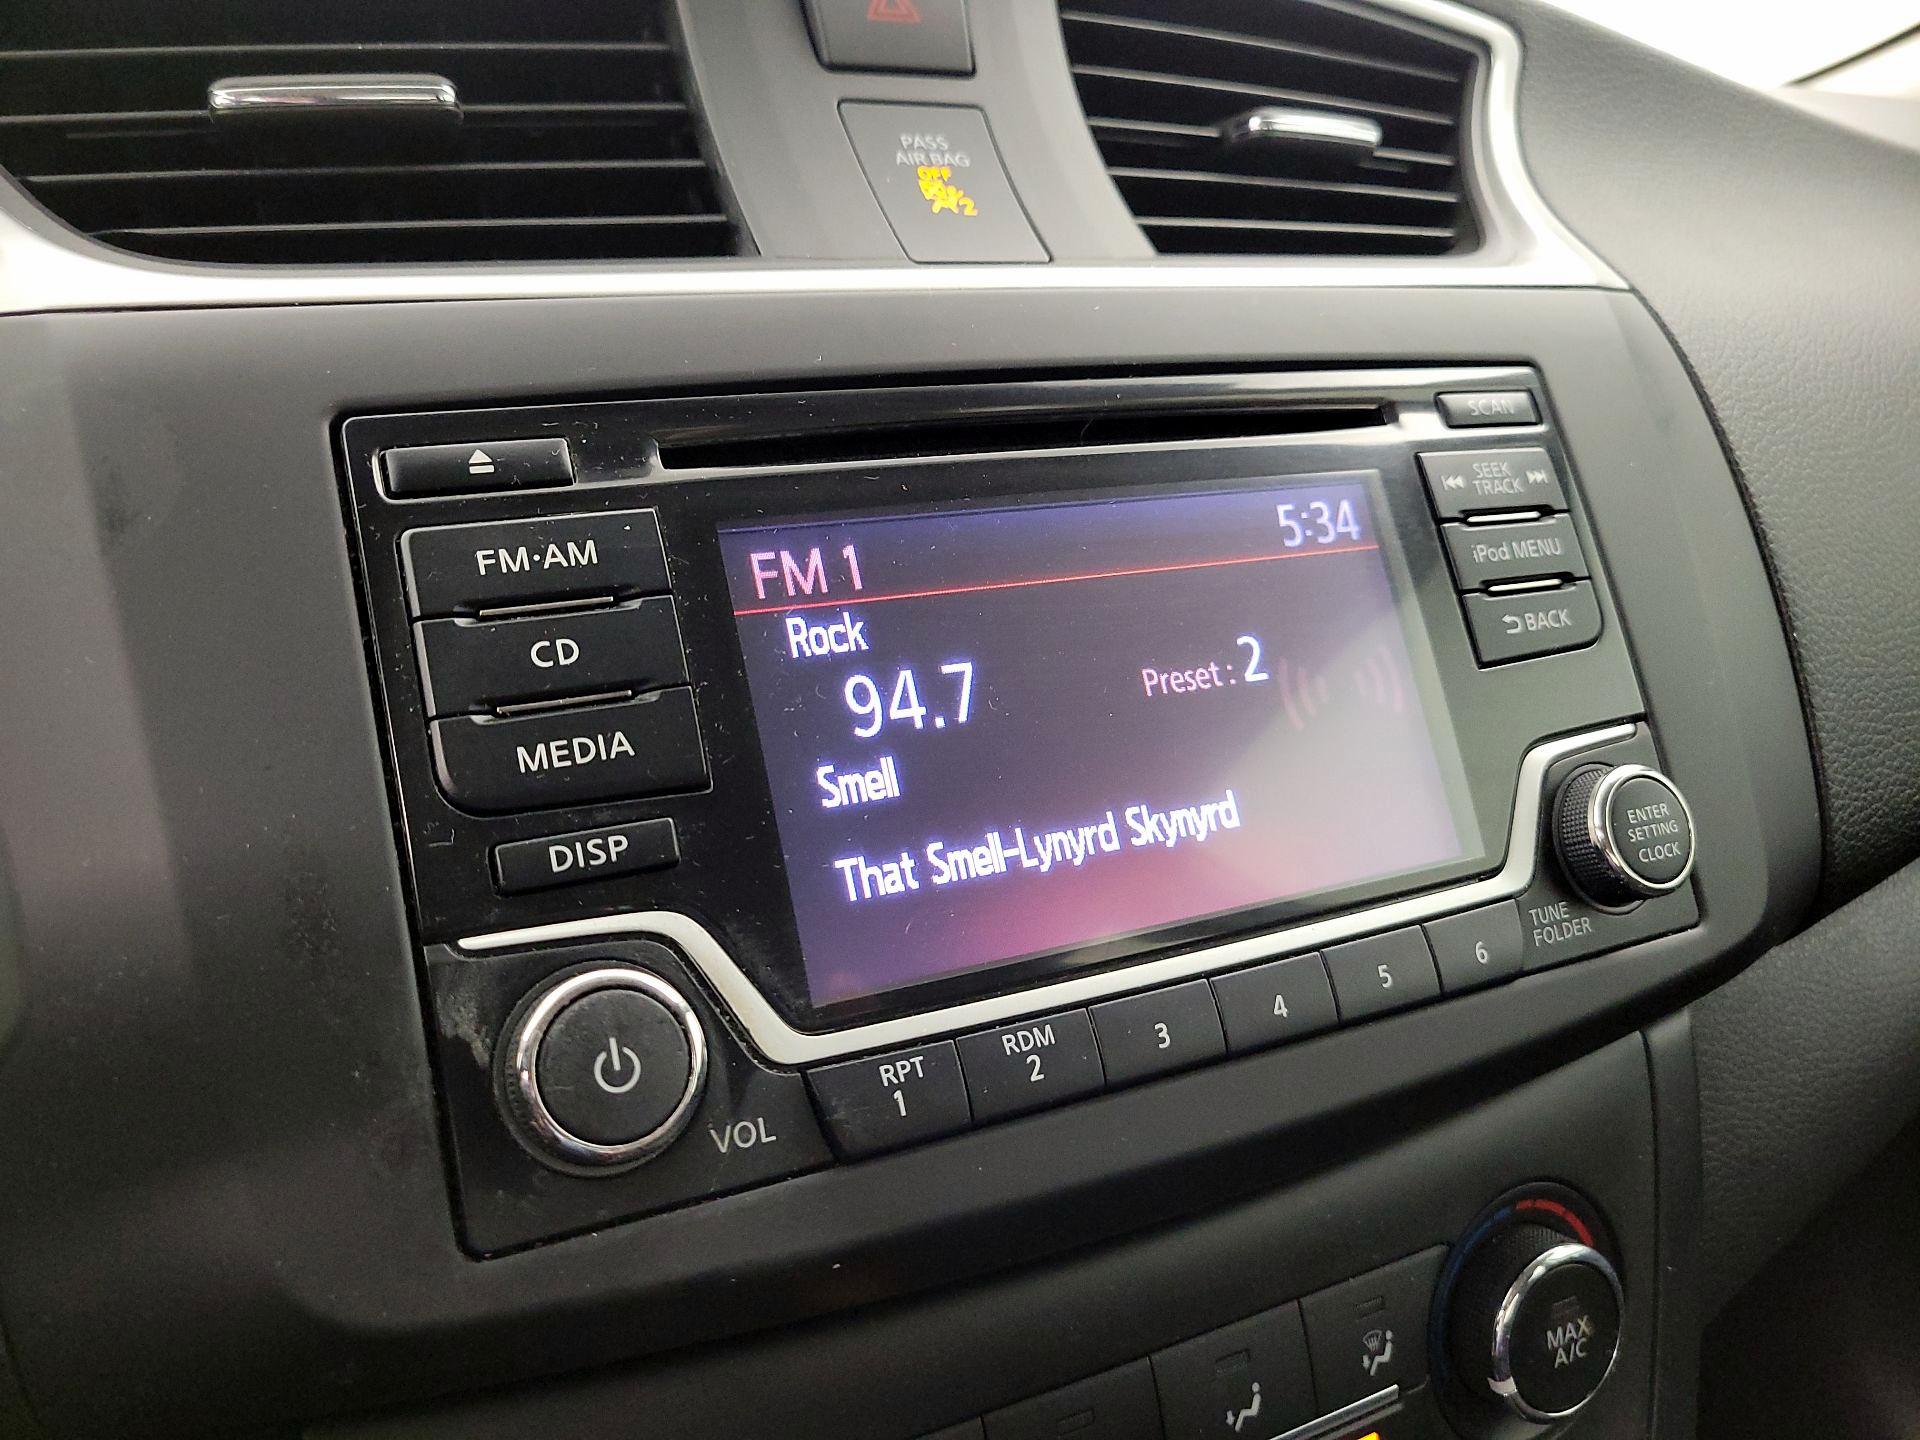 PASS
AIR BAG
OFF
2
SCAN
SEEK
TRACK
iPod MENU
BACK
FM·AM
CD
MEDIA
DISP
FM 1
5:34
Rock
94.7
Preset : 2
Smell
That Smell-Lynyrd Skynyrd
ENTER
SETTING
CLOCK
TUNE
FOLDER
VOL
RPT
1
RDM
2
3
4
5
6
MAX
A/C